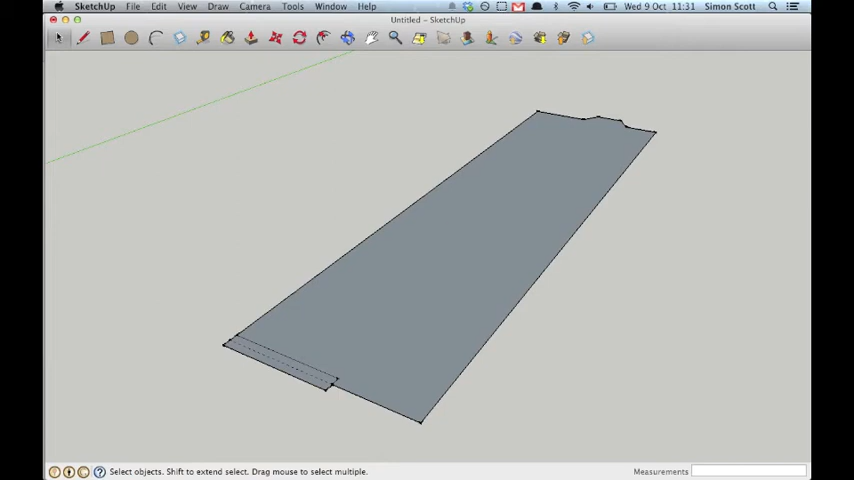 SketchUp File Edit View Draw Camera Tools Window Help Wed 9 Oct 11:31 Simon Scott
Untitled – SketchUp
Select objects. Shift to extend select. Drag mouse to select multiple. Measurements